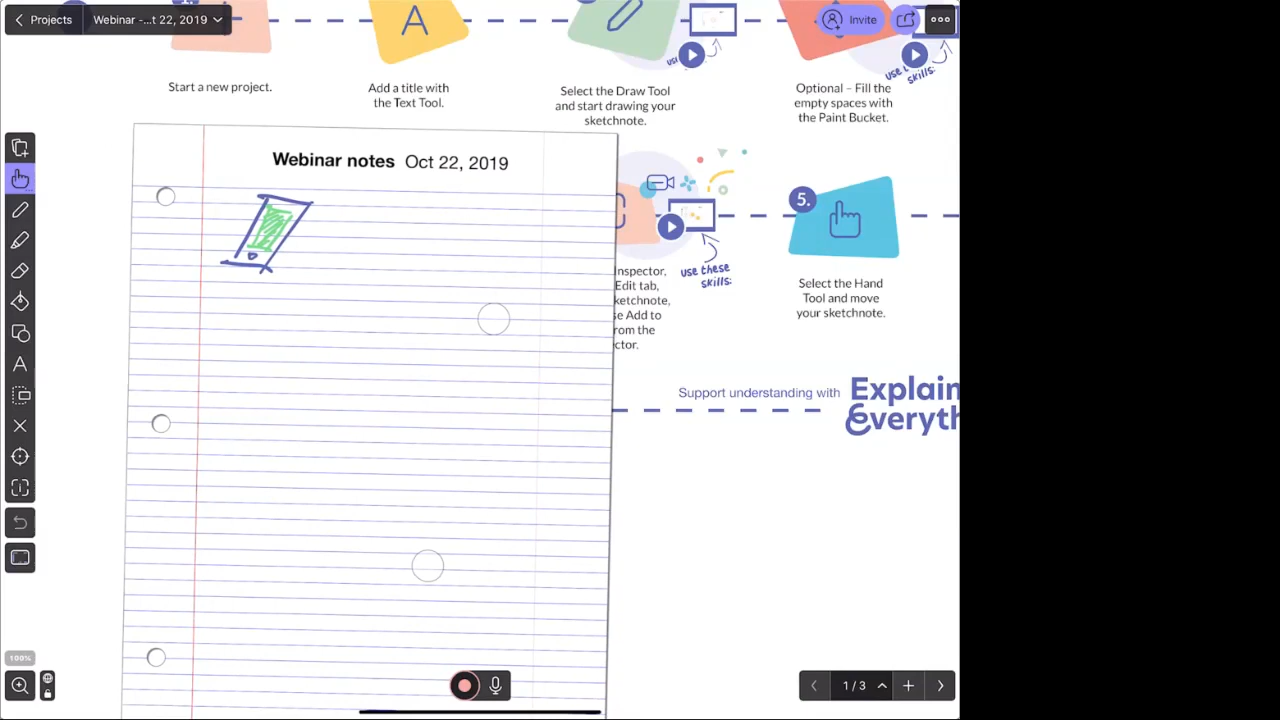 Projects
Webinar -...t 22, 2019
Invite
A
Start a new project.
Add a title with
the Text Tool.
Select the Draw Tool
and start drawing your
sketchnote.
use
skills:
Optional – Fill the
empty spaces with
the Paint Bucket.
Webinar notes Oct 22, 2019
5.
use these
skills:
nspector.
Edit tab,
ketchnote,
e Add to
rom the
ctor.
Select the Hand
Tool and move
your sketchnote.
Support understanding with
Explain
Everyth
A
100%
1 / 3